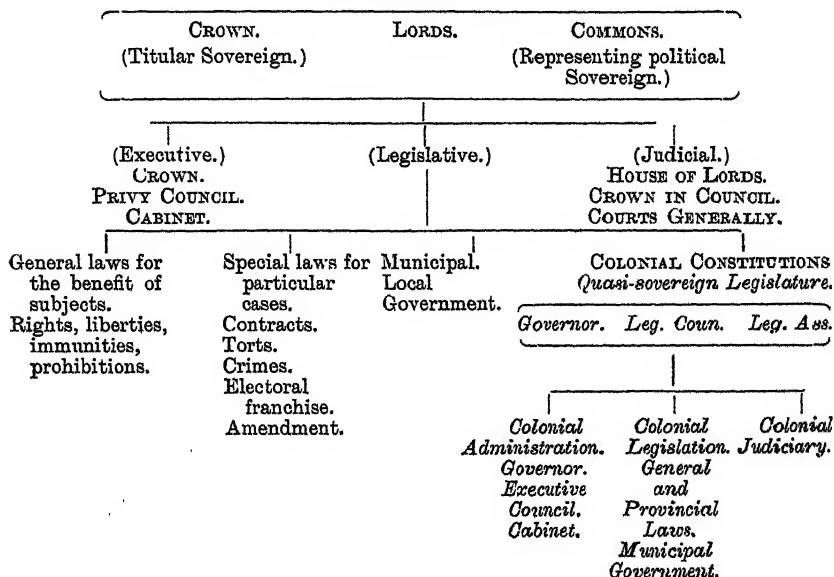 CROWN. LORDS. COMMONS.
(Titular Sovereign.) (Representing political
Sovereign.)
(Executive.) (Legislative.) (Judicial.)
CROWN. HOUSE OF LORDS.
PRIVY COUNCIL. CROWN IN COUNCIL.
CABINET. COURTS GENERALLY.
General laws for
the benefit of
subjects.
Rights, liberties,
immunities,
prohibitions.
Special laws for
particular
cases.
Contracts.
Torts.
Crimes.
Electoral
franchise.
Amendment.
Municipal.
Local
Government.
COLONIAL CONSTITUTIONS
Quasi-sovereign Legislature.
Governor. Leg. Coun. Leg. Ass.
Colonial
Administration.
Governor.
Executive
Council.
Cabinet.
Colonial
Legislation.
General
and
Provincial
Laws.
Municipal
Government.
Colonial
Judiciary.